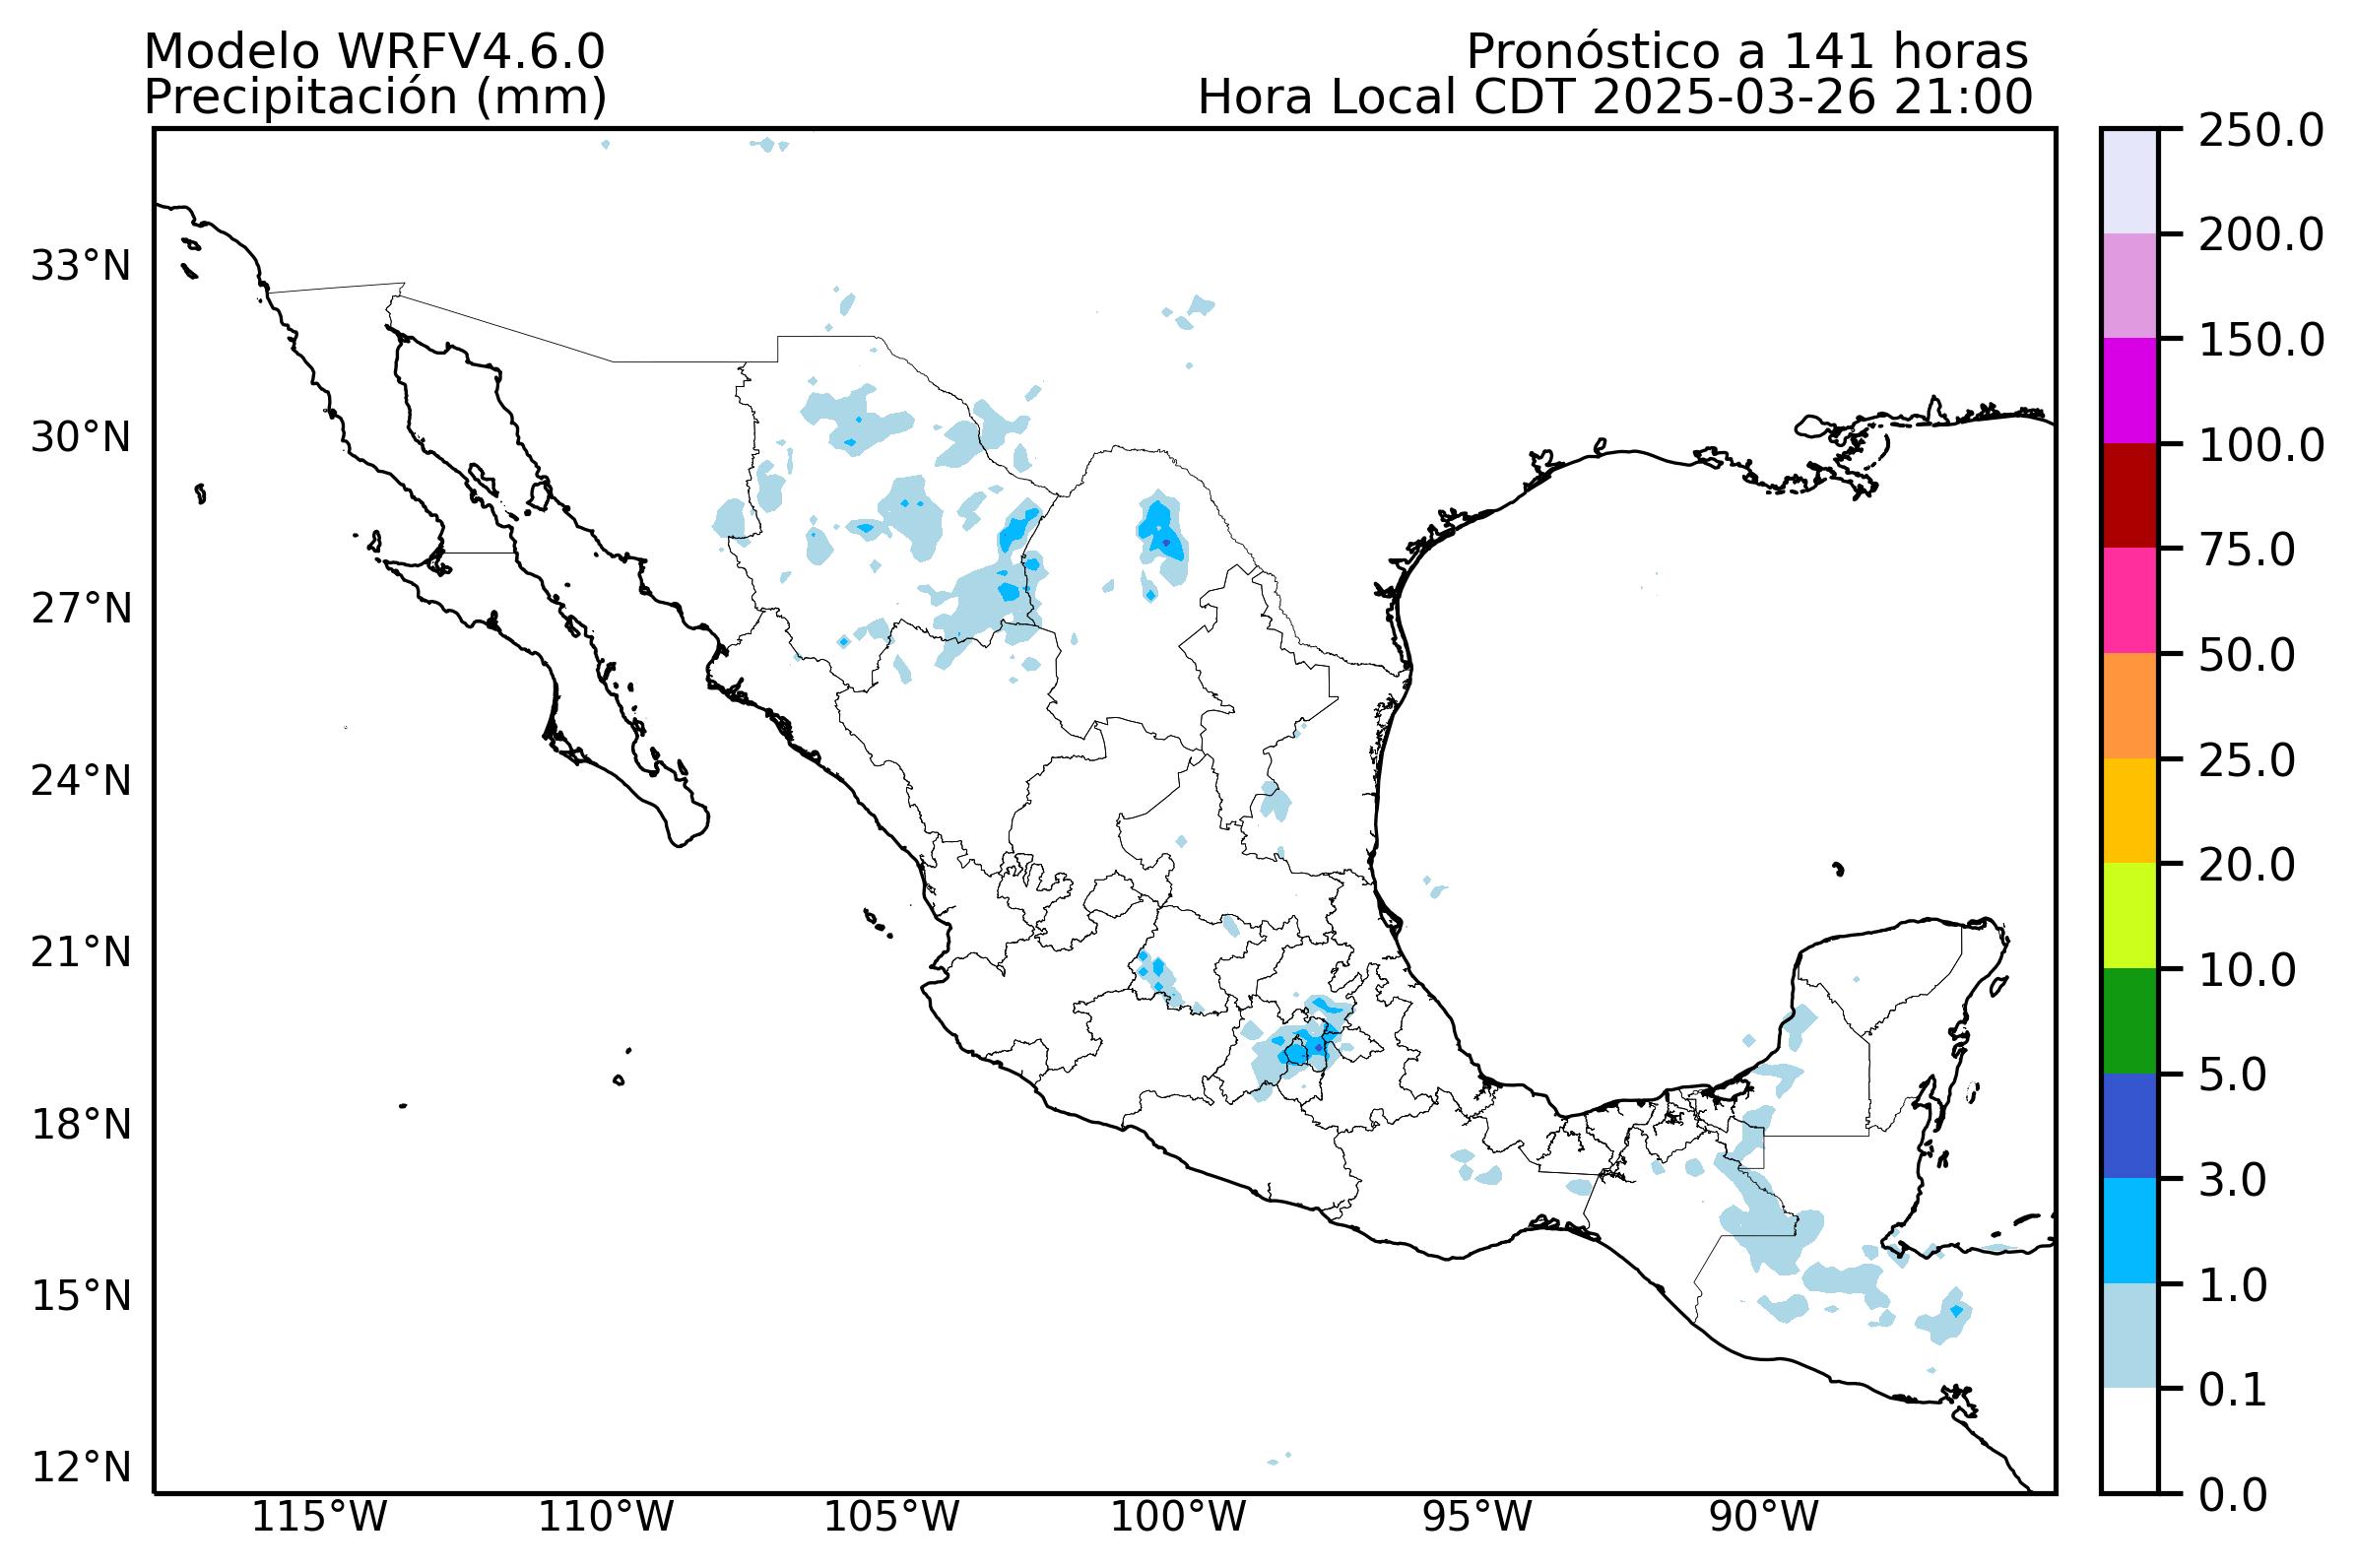 Modelo WRFV4.6.0
Precipitación (mm)
Pronóstico a 141 horas
Hora Local CDT 2025-03-26 21:00
33°N
30°N
27°N
24°N
21°N
18°N
15°N
12°N
115°W
110°W
105°W
100°W
95°W
90°W
250.0
200.0
150.0
100.0
75.0
50.0
25.0
20.0
10.0
5.0
3.0
1.0
0.1
0.0